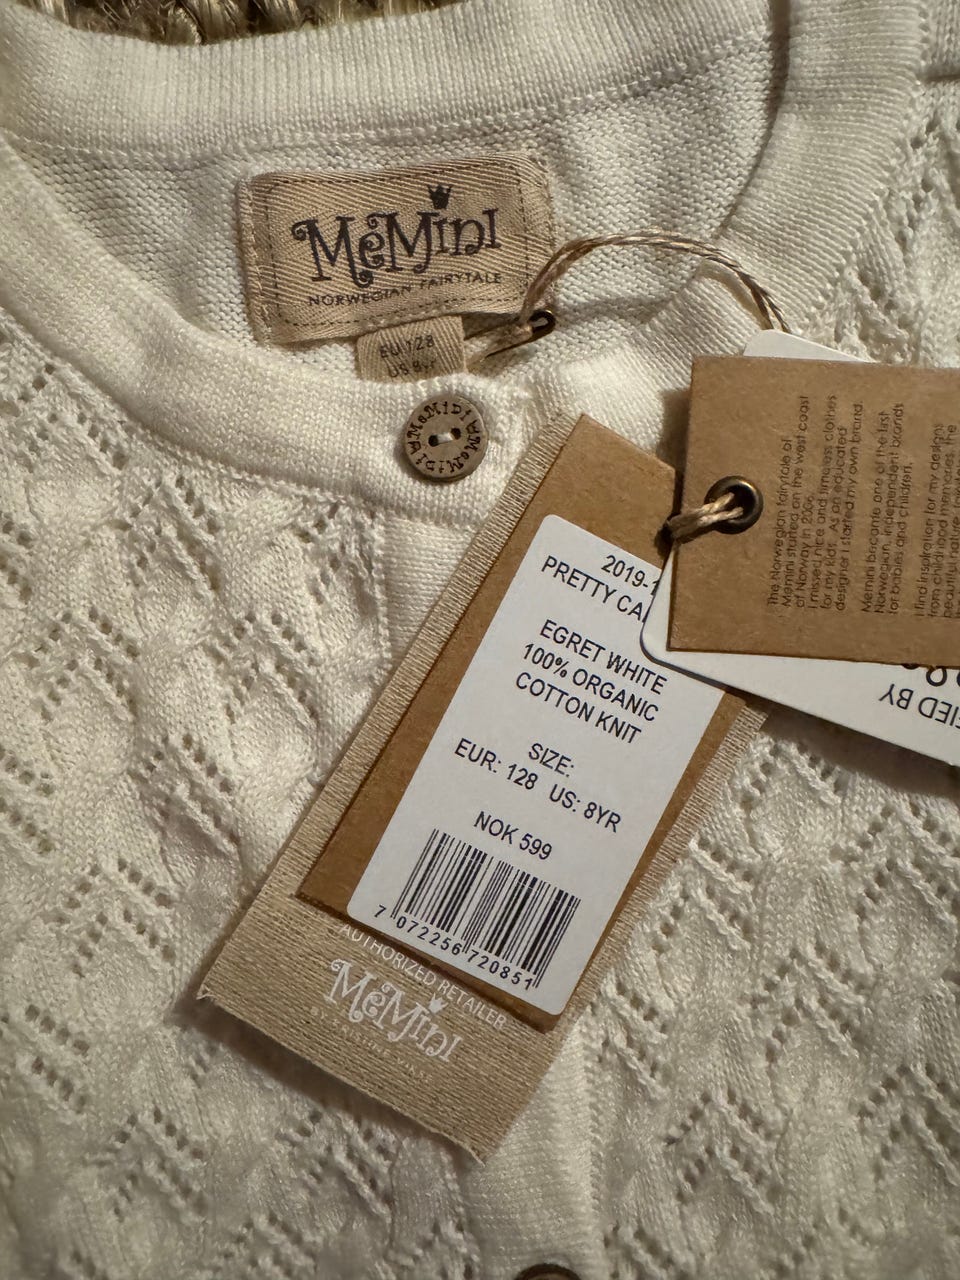 MeMini
NORWEGIAN FAIRYTALE
EU 128
US 8yr
MeMini MeMini MeMini
2019-1
PRETTY CA
EGRET WHITE
100% ORGANIC
COTTON KNIT
SIZE:
EUR: 128 US: 8YR
NOK 599
7 072256 720851
AUTHORIZED RETAILER
MeMini
The Norwegian fairytale of
Memini started on the west coast
of Norway in 2006.
I missed nice and timeless clothes
for my kids. As an educated
designer I started my own brand.
Memini became one of the first
Norwegian, independent brands
for babies and children.
I find inspiration for my designs
from childhood memories, the
beautiful nature,
FIED BY